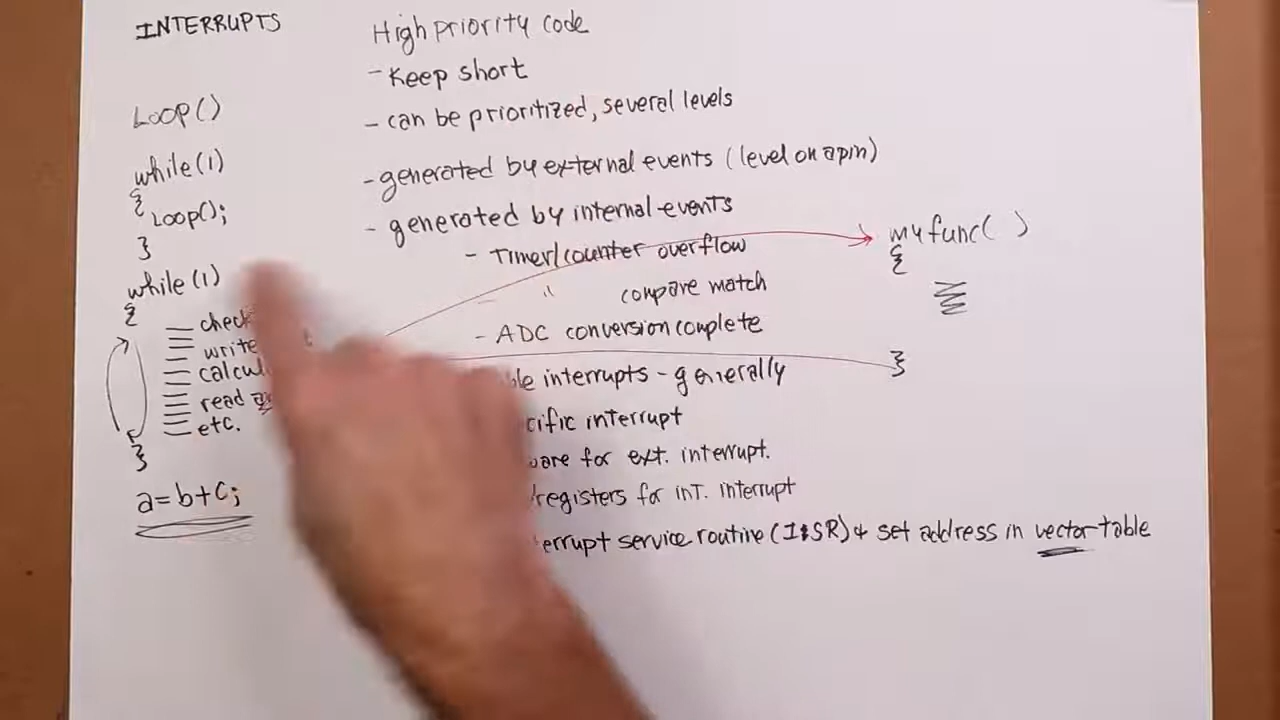 INTERRUPTS
LOOP()
while(1)
{
LOOP();
}
while(1)
{
check
write
calcul
read
etc.
}
a=b+c;
High priority code
- Keep short
- can be prioritized, several levels
- generated by external events (level on a pin)
- generated by internal events
- Timer/counter overflow
- " compare match
- ADC conversion complete
ble interrupts - generally
cific interrupt
ware for ext. interrupt.
/registers for int. interrupt
errupt service routine (ISR) & set address in vector table
myfunc( )
{
}